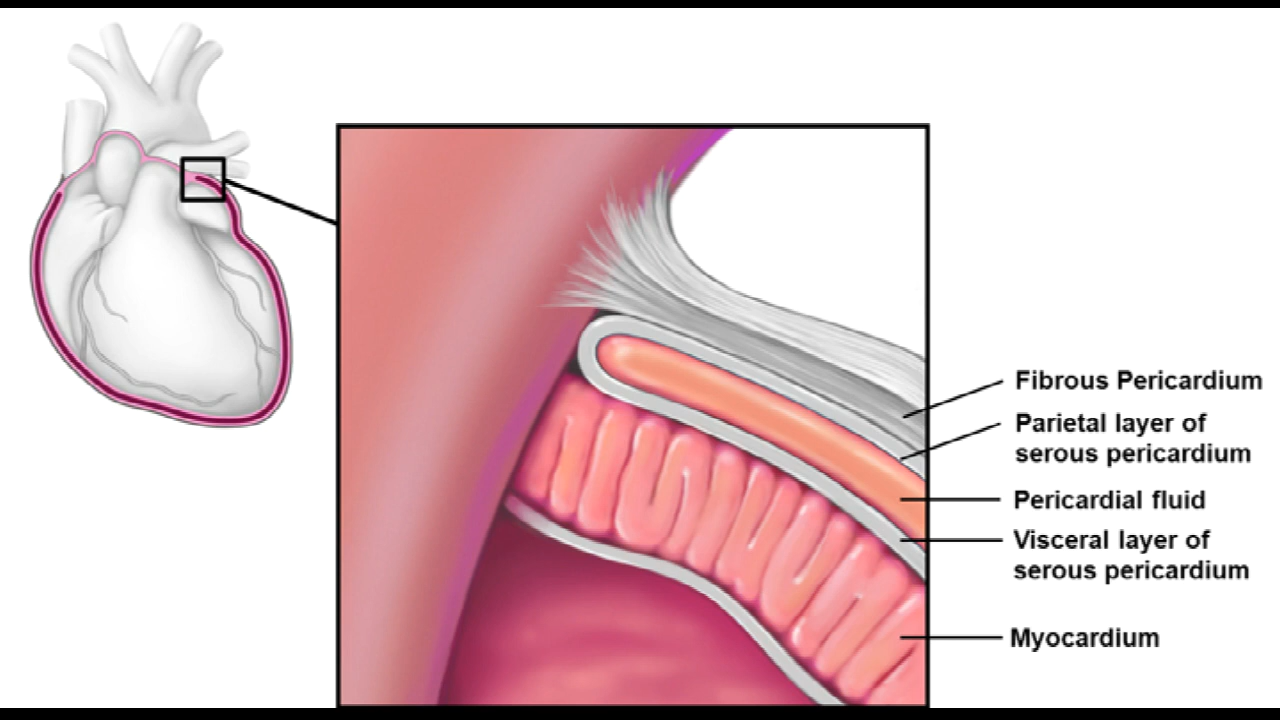 Fibrous Pericardium
Parietal layer of
serous pericardium
Pericardial fluid
Visceral layer of
serous pericardium
Myocardium